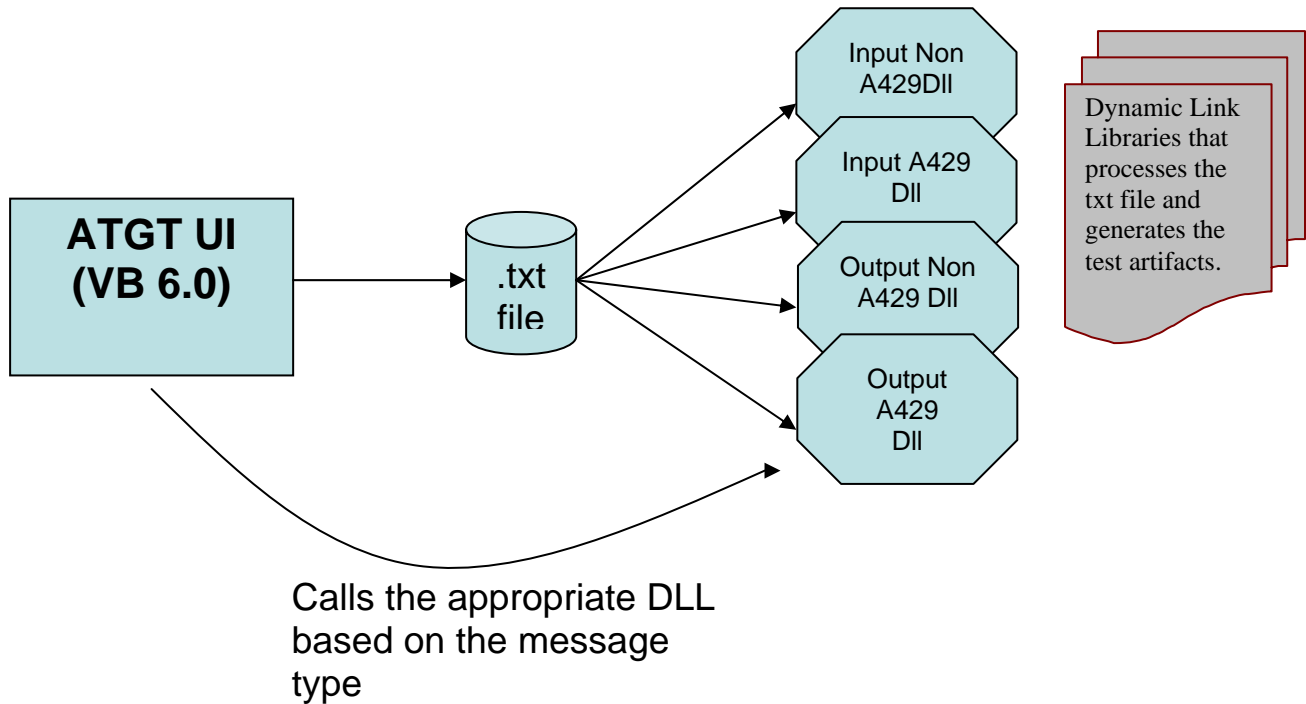 Input Non
A429Dll
Input A429
Dll
Output Non
A429 Dll
Output
A429
Dll
Dynamic Link
Libraries that
processes the
txt file and
generates the
test artifacts.
ATGT UI
(VB 6.0)
.txt
file
Calls the appropriate DLL
based on the message
type